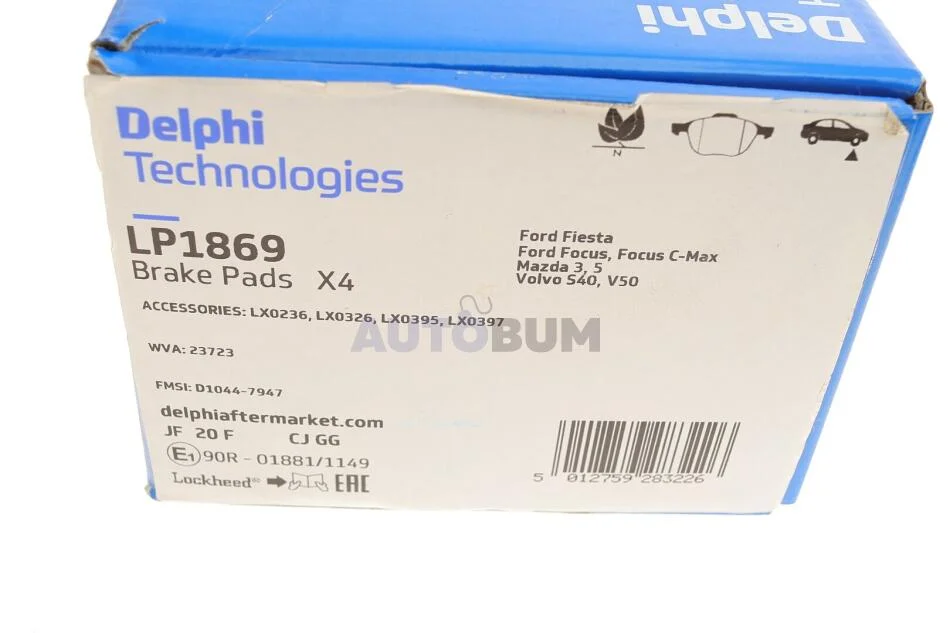 Delphi
T
Delphi
Technologies
N
LP1869
Brake Pads X4
Ford Fiesta
Ford Focus, Focus C-Max
Mazda 3, 5
Volvo S40, V50
ACCESSORIES: LX0236, LX0326, LX0395, LX0397
AUTOBUM
WVA: 23723
FMSI: D1044-7947
delphiaftermarket.com
JF 20 F CJ GG
E1 90R - 01881/1149
Lockheed® EAC
5 012759 283226